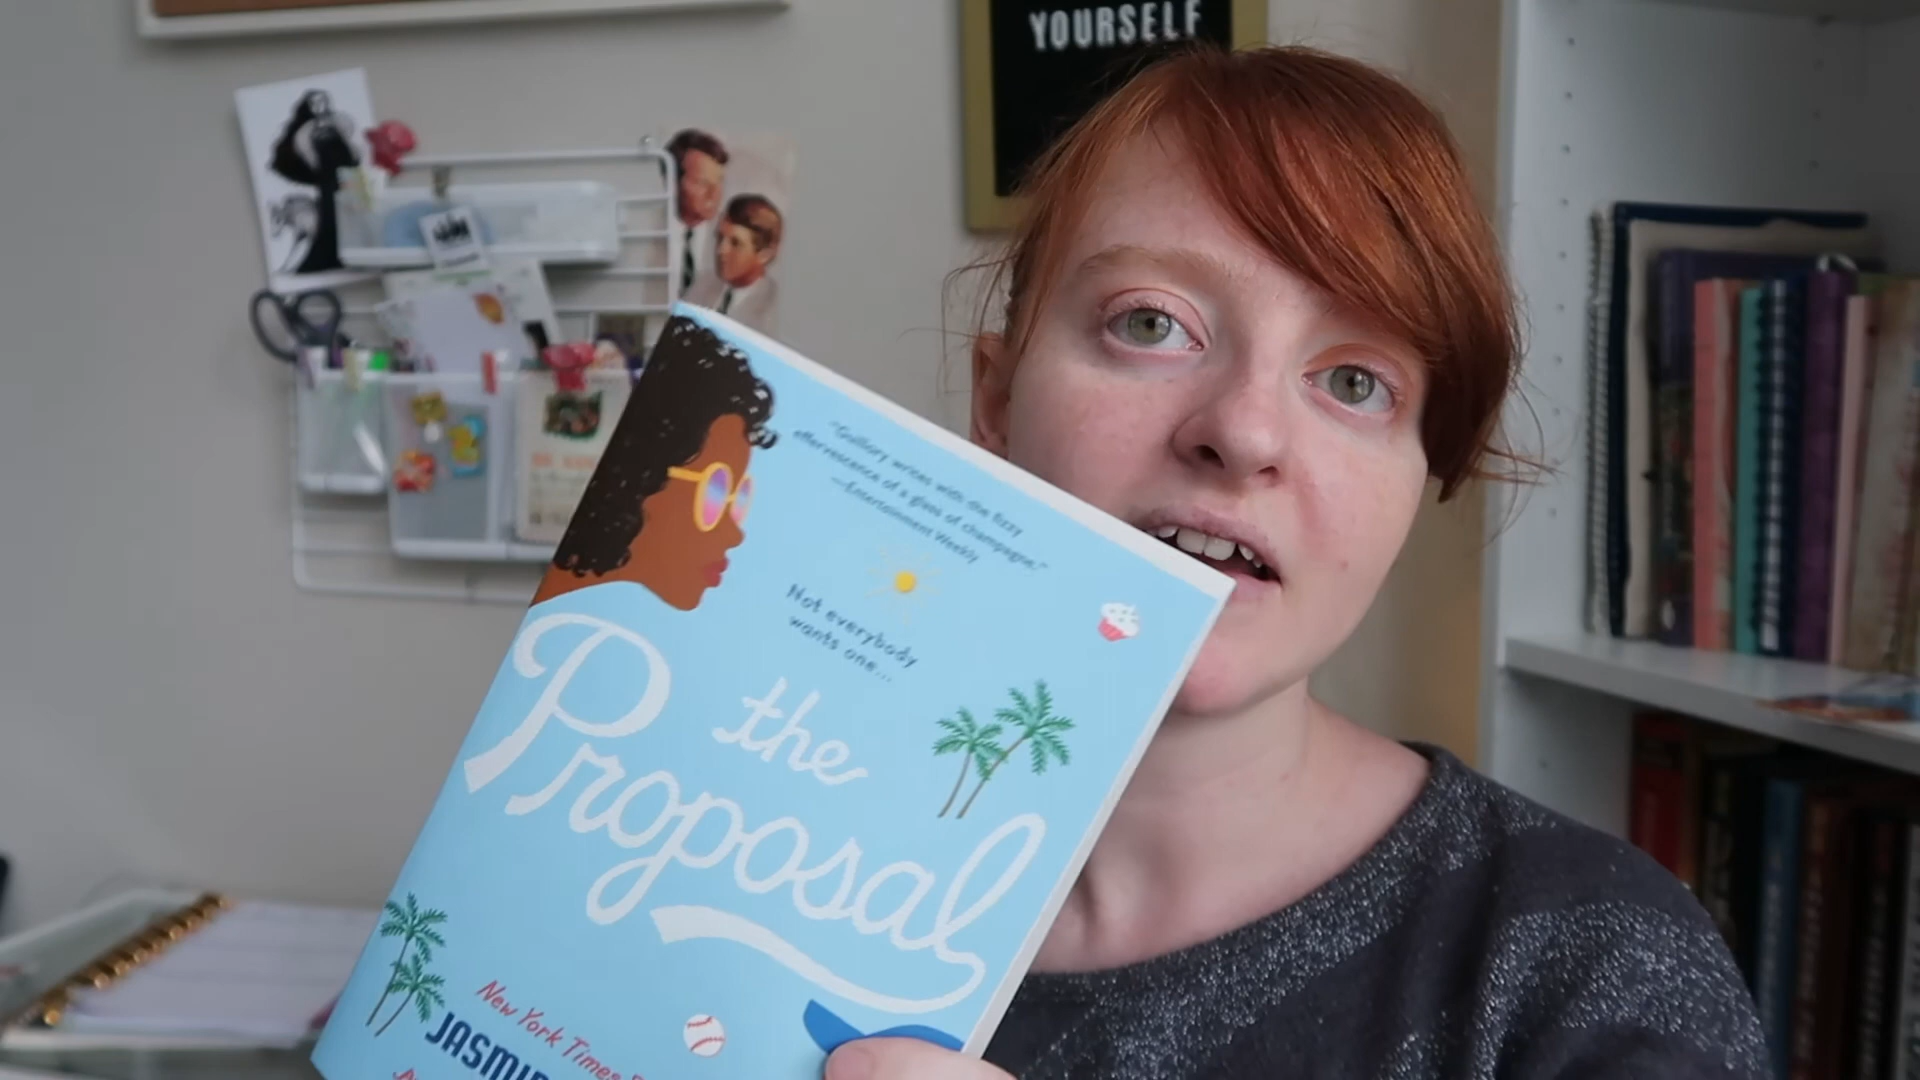 YOURSELF
"Guillory writes with the fizzy
effervescence of a glass of champagne."
—Entertainment Weekly
Not everybody
wants one...
the
Proposal
New York Times
JASMI